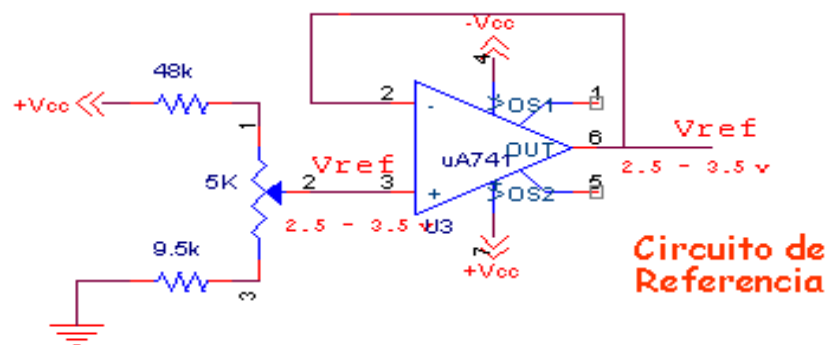 -Vcc
4
48k
+Vcc
1
2
-
OS1
1
Vref
uA741
OUT
6
Vref
5K
2
3
+
OS2
5
2.5 - 3.5 v
2.5 - 3.5 v
U3
9.5k
3
7
+Vcc
Circuito de
Referencia